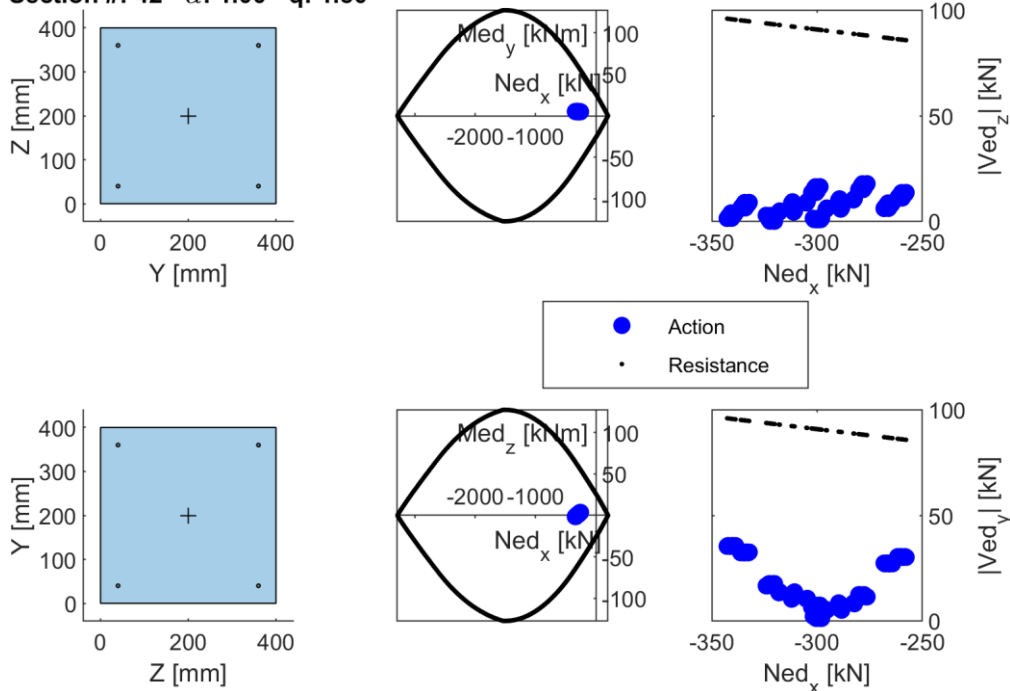 Section #: 42
400
300
200
100
0
Z [mm]
0 200 400
Y [mm]
Med_y [kNm]
100
50
Ned_x [kN]
-2000 -1000
-50
-100
100
50
0
|Ved_z| [kN]
-350 -300 -250
Ned_x [kN]
Action
Resistance
400
300
200
100
0
Y [mm]
0 200 400
Z [mm]
Med_z [kNm]
100
50
-2000 -1000
Ned_x [kN]
-50
-100
100
50
0
|Ved_y| [kN]
-350 -300 -250
Ned_x [kN]